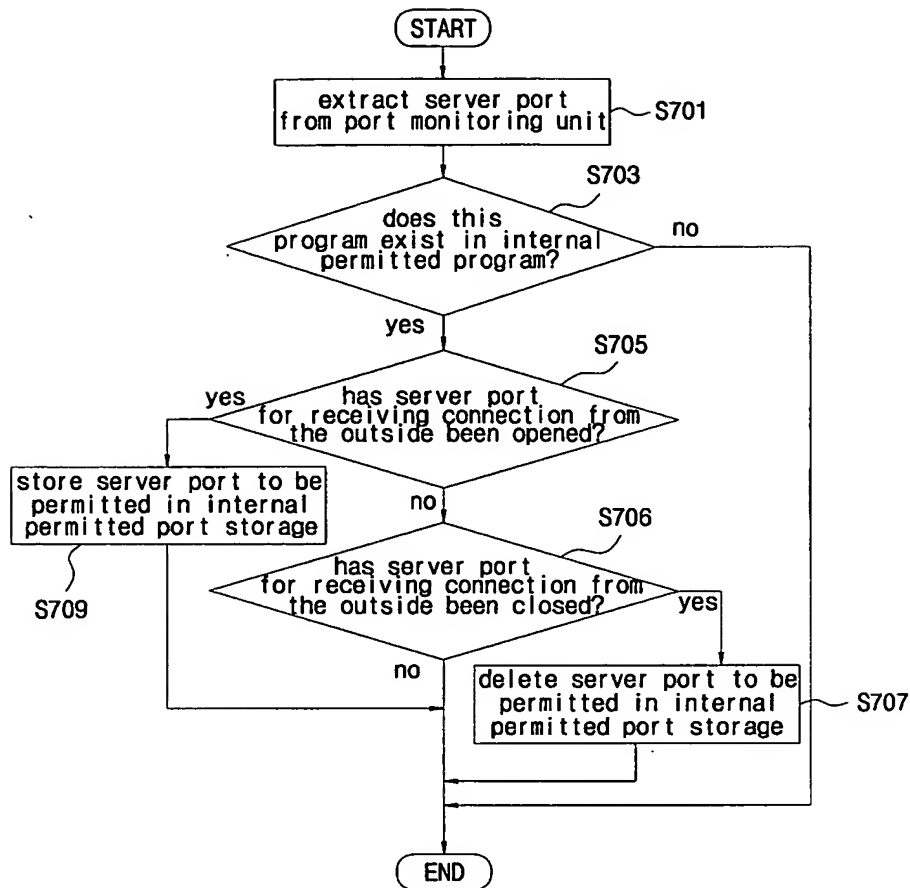 START
extract server port
from port monitoring unit
S701
S703
does this
program exist in internal
permitted program?
no
yes
S705
yes
has server port
for receiving connection from
the outside been opened?
store server port to be
permitted in internal
permitted port storage
no
S706
S709
has server port
for receiving connection from
the outside been closed?
yes
no
delete server port to be
permitted in internal
permitted port storage
S707
END